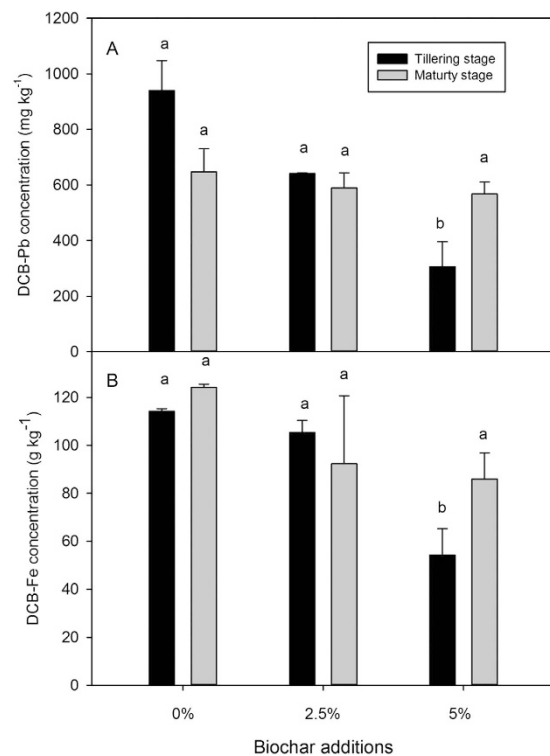 1200
A
a
Tillering stage
Maturty stage
1000
800
a
a
a
a
600
400
b
200
0
DCB-Pb concentration (mg kg⁻¹)
B
a
a
a
a
a
b
120
100
80
60
40
20
0
DCB-Fe concentration (g kg⁻¹)
0%
2.5%
5%
Biochar additions